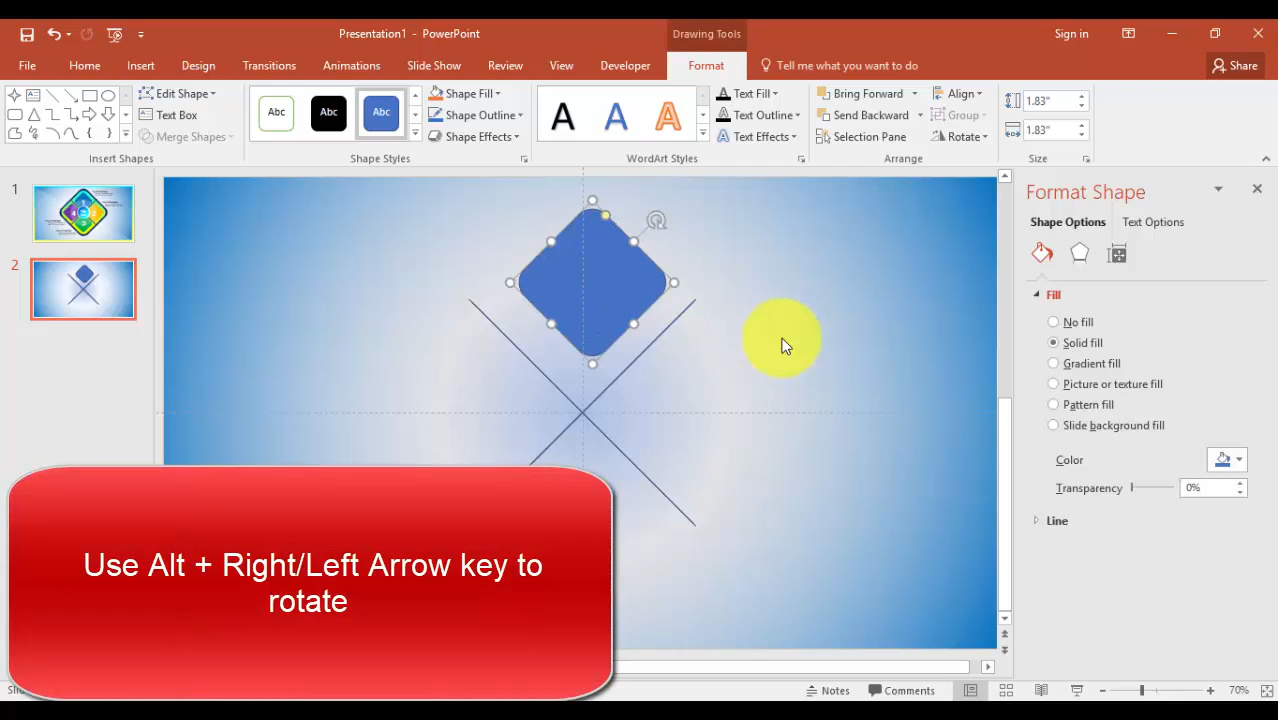 Presentation1 - PowerPoint
Drawing Tools
Sign in
File Home Insert Design Transitions Animations Slide Show Review View Developer Format Tell me what you want to do Share
Edit Shape
Text Box
Merge Shapes
Insert Shapes
Abc Abc Abc
Shape Fill
Shape Outline
Shape Effects
Shape Styles
A A A
Text Fill
Text Outline
Text Effects
WordArt Styles
Bring Forward
Send Backward
Selection Pane
Align
Group
Rotate
Arrange
1.83"
1.83"
Size
1
2
Format Shape
Shape Options Text Options
Fill
No fill
Solid fill
Gradient fill
Picture or texture fill
Pattern fill
Slide background fill
Color
Transparency 0%
Line
Use Alt + Right/Left Arrow key to
rotate
Notes Comments 70%